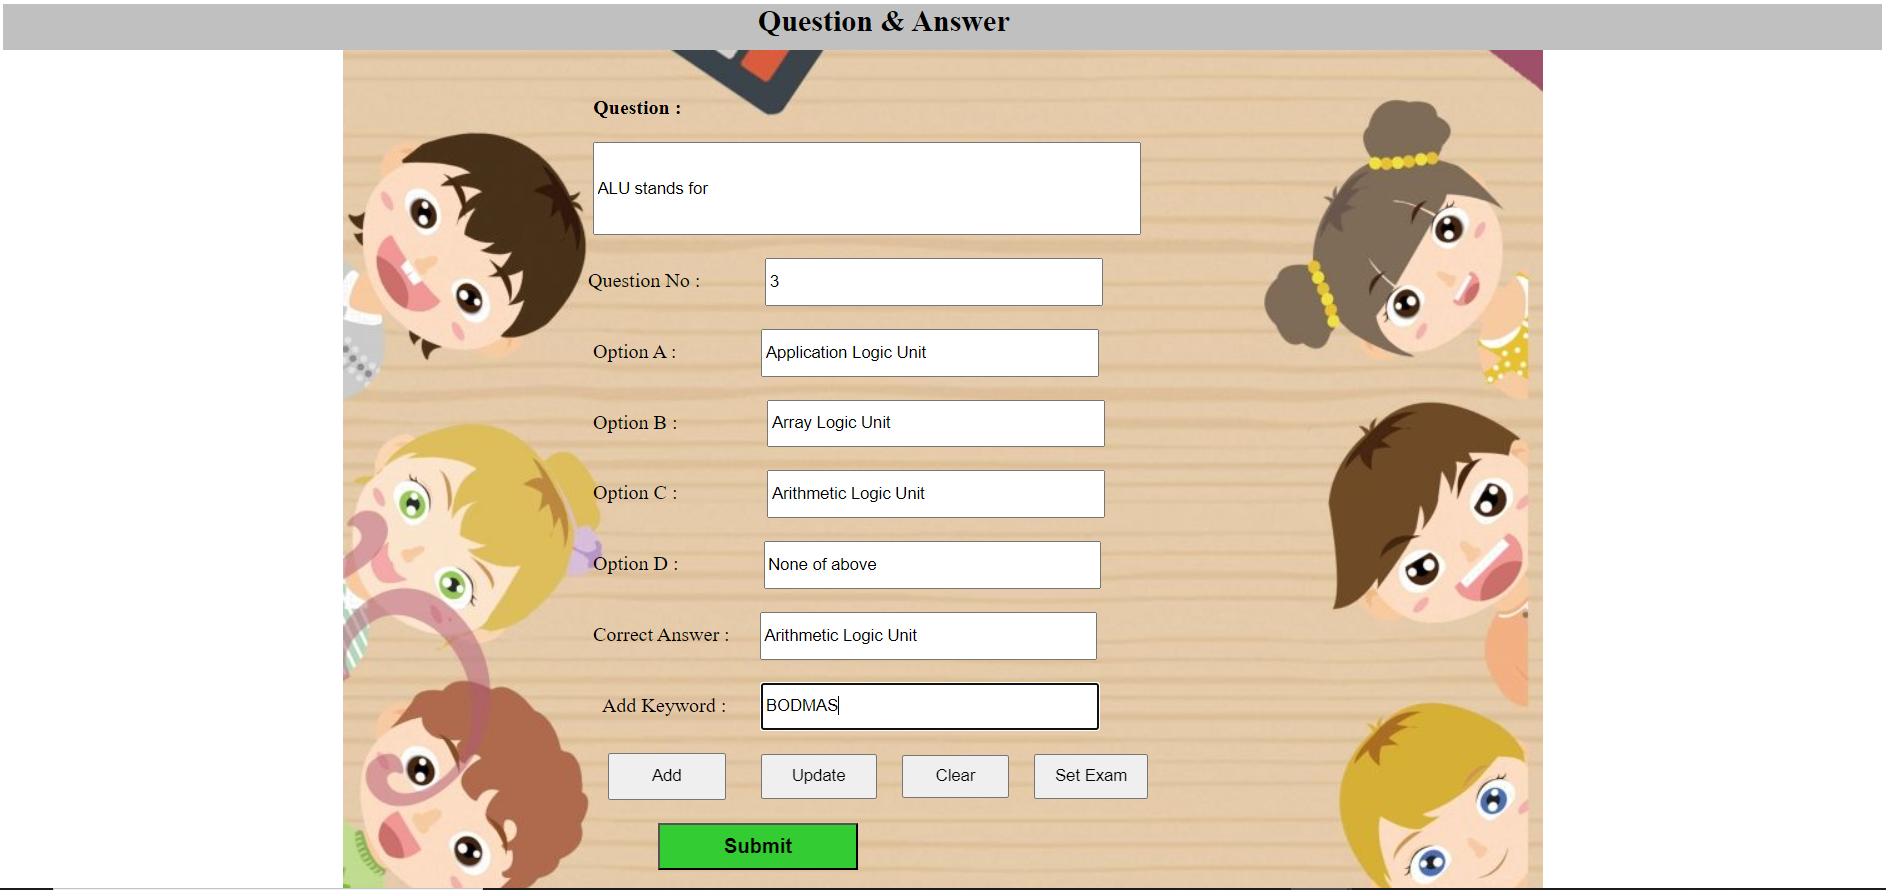 Question & Answer
Question :
ALU stands for
Question No : 3
Option A : Application Logic Unit
Option B : Array Logic Unit
Option C : Arithmetic Logic Unit
Option D : None of above
Correct Answer : Arithmetic Logic Unit
Add Keyword : BODMAS
Add Update Clear Set Exam
Submit